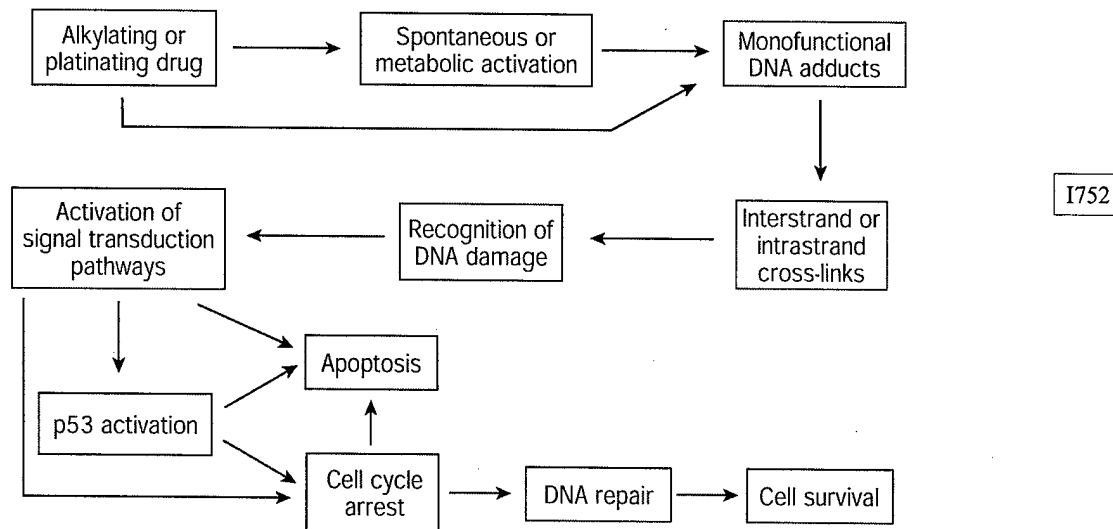 Alkylating or
platinating drug
Spontaneous or
metabolic activation
Monofunctional
DNA adducts
I752
Activation of
signal transduction
pathways
Recognition of
DNA damage
Interstrand or
intrastrand
cross-links
Apoptosis
p53 activation
Cell cycle
arrest
DNA repair
Cell survival